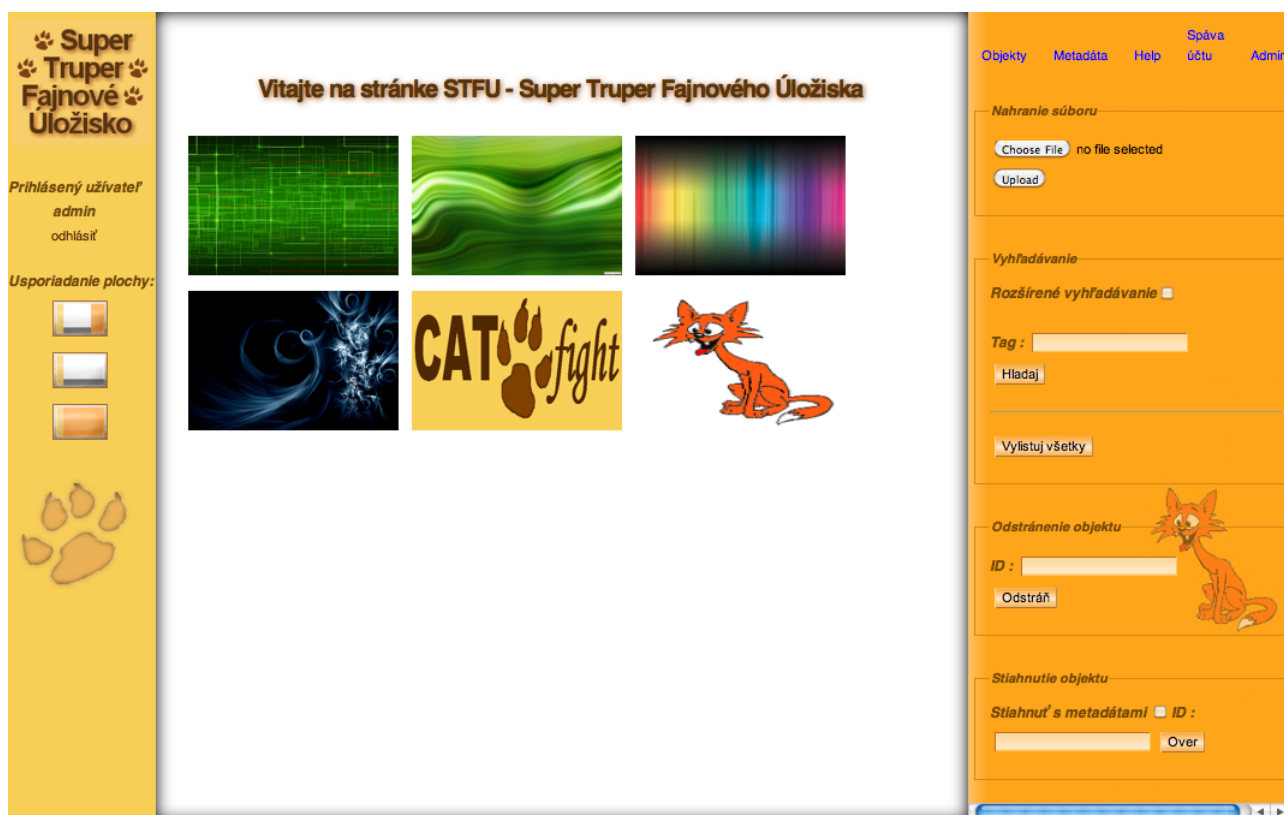 Super
Truper
Fajnové
Úložisko
Prihlásený užívateľ
admin
odhlásiť
Usporiadanie plochy:
Vitajte na stránke STFU - Super Truper Fajnového Úložiska
CAT fight
Objekty Metadáta Help Spáva účtu Admin
Nahranie súboru
Choose File no file selected
Upload
Vyhľadávanie
Rozšírené vyhľadávanie
Tag :
Hladaj
Vylistuj všetky
Odstránenie objektu
ID :
Odstráň
Stiahnutie objektu
Stiahnuť s metadátami ID :
Over